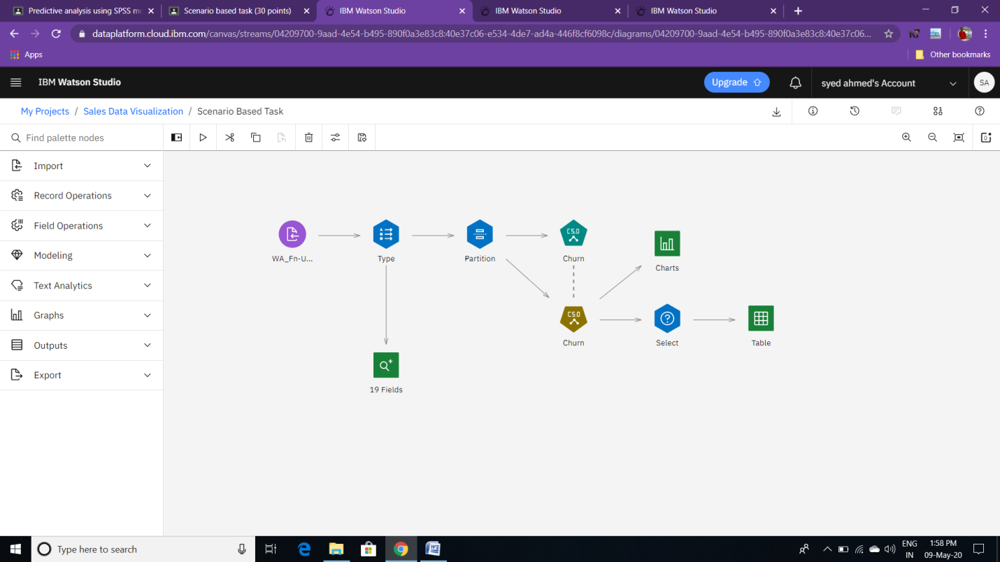 Predictive analysis using SPSS mo
Scenario based task (30 points)
IBM Watson Studio
IBM Watson Studio
IBM Watson Studio
dataplatform.cloud.ibm.com/canvas/streams/04209700-9aad-4e54-b495-890f0a3e83c8:40e37c06-e534-4de7-ad4a-446f8cf6098c/diagrams/04209700-9aad-4e54-b495-890f0a3e83c8:40e37c06...
Apps
Other bookmarks
IBM Watson Studio
Upgrade
syed ahmed's Account
SA
My Projects / Sales Data Visualization / Scenario Based Task
Find palette nodes
Import
Record Operations
Field Operations
Modeling
Text Analytics
Graphs
Outputs
Export
WA_Fn-U...
Type
Partition
C5.0
Churn
Charts
C5.0
Churn
Select
Table
19 Fields
Type here to search
ENG
IN
1:58 PM
09-May-20